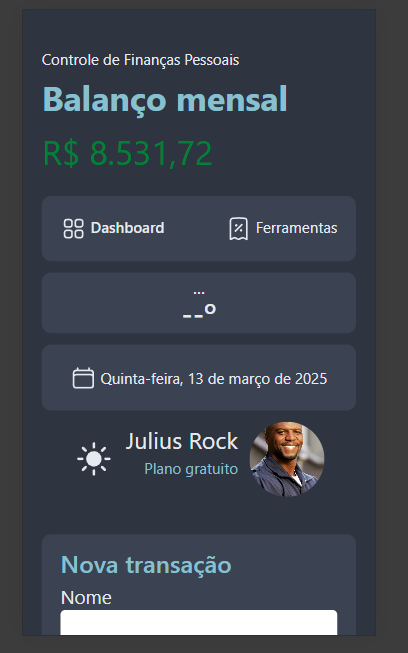 Controle de Finanças Pessoais
Balanço mensal
R$ 8.531,72
Dashboard
Ferramentas
...
--º
Quinta-feira, 13 de março de 2025
Julius Rock
Plano gratuito
Nova transação
Nome